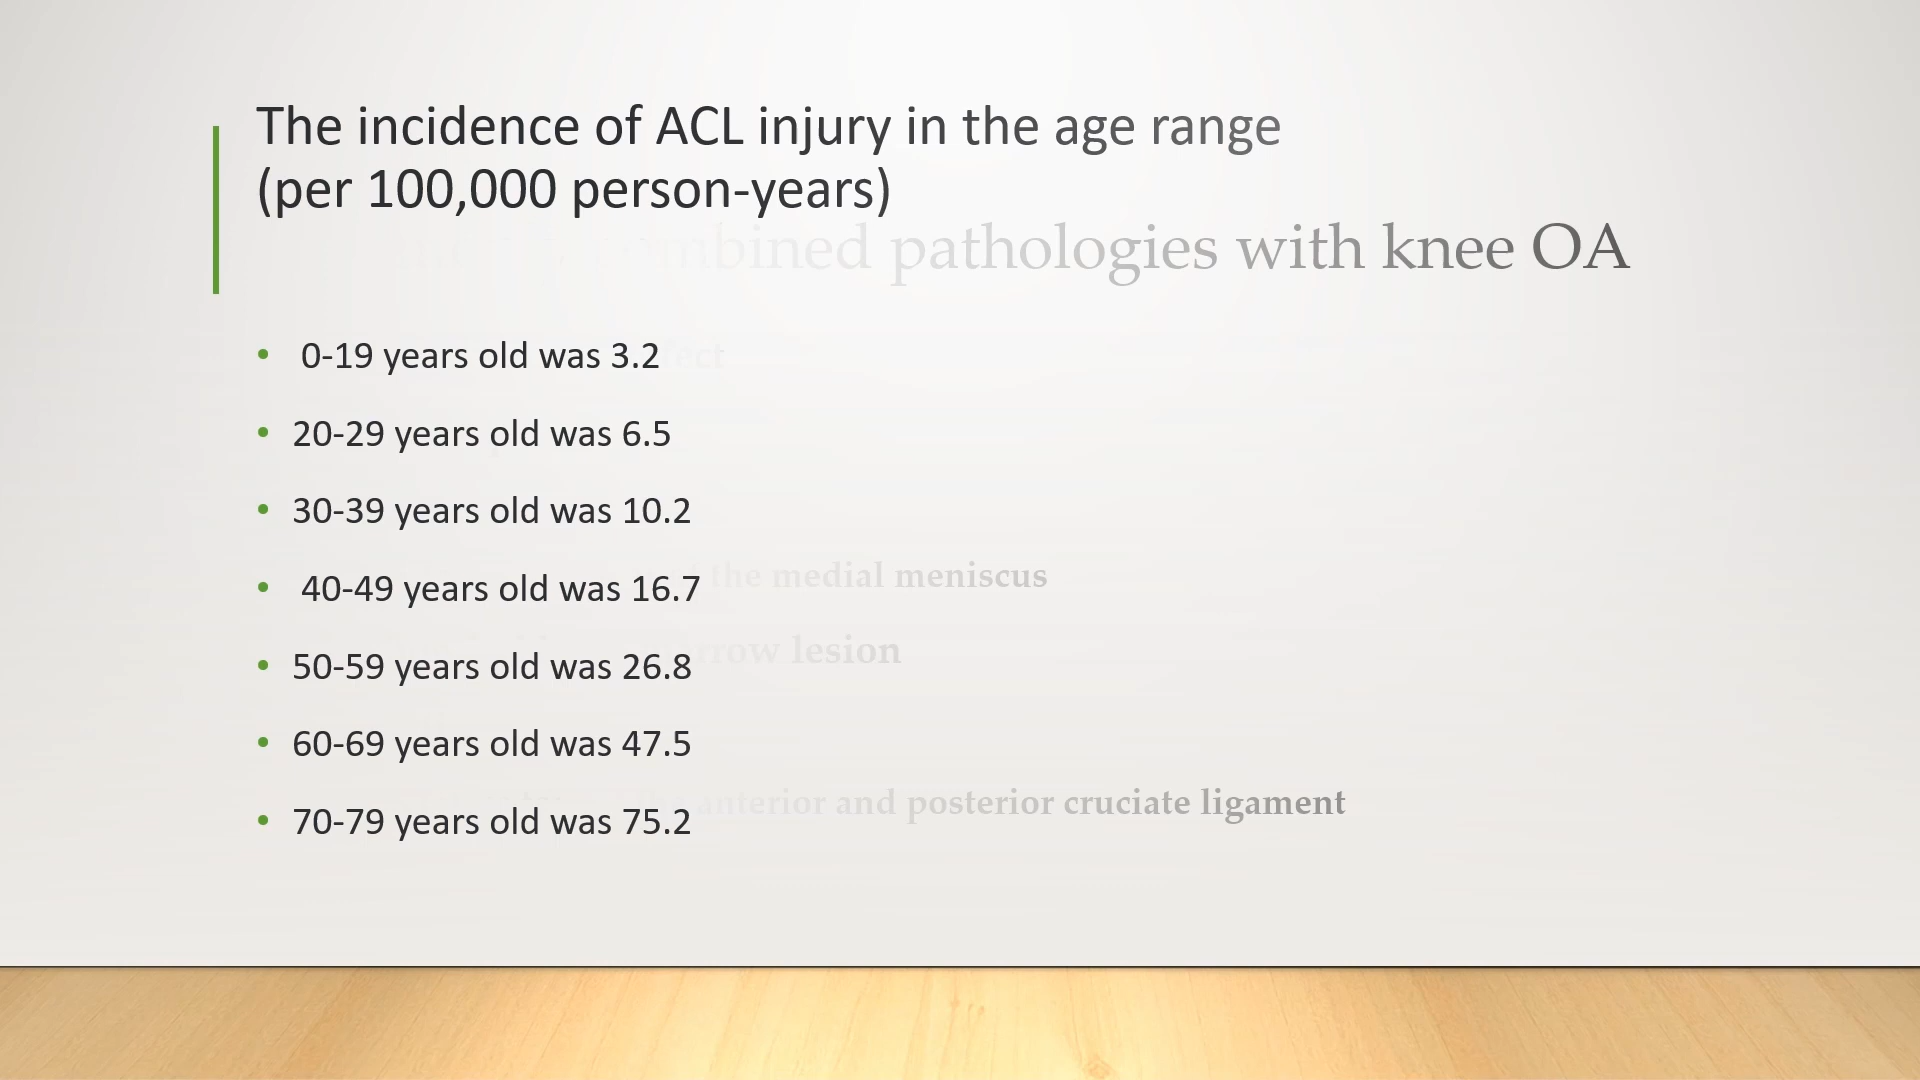 The incidence of ACL injury in the age range
(per 100,000 person-years)
combined pathologies with knee OA
• 0-19 years old was 3.2
• 20-29 years old was 6.5
• 30-39 years old was 10.2
the medial meniscus
• 40-49 years old was 16.7
lesion
• 50-59 years old was 26.8
• 60-69 years old was 47.5
anterior and posterior cruciate ligament
• 70-79 years old was 75.2